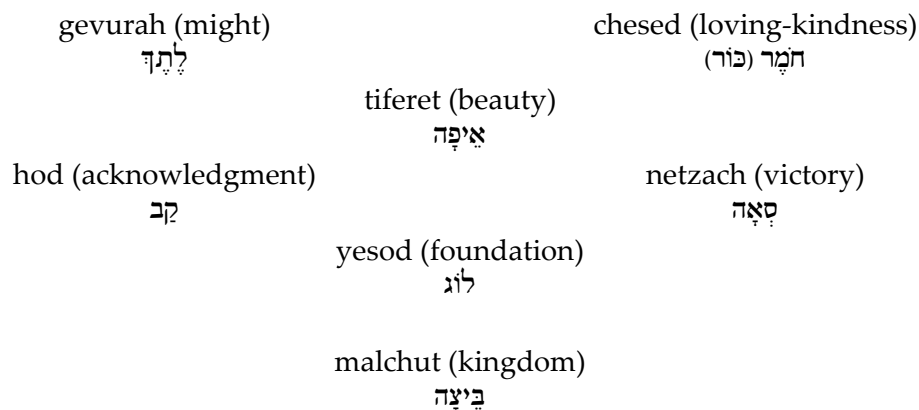 gevurah (might) chesed (loving-kindness)
לֶתֶךְ חֹמֶר (כּוֹר)
tiferet (beauty)
אֵיפָה
hod (acknowledgment) netzach (victory)
קַב סְאָה
yesod (foundation)
לוֹג
malchut (kingdom)
בֵּיצָה